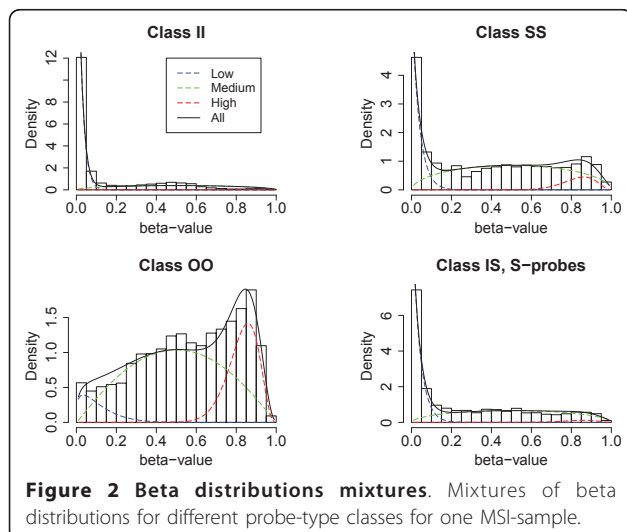 Class II
Density
12
8
4
2
0
Low
Medium
High
All
0.0 0.2 0.4 0.6 0.8 1.0
beta-value
Class SS
Density
4
3
2
1
0
0.0 0.2 0.4 0.6 0.8 1.0
beta-value
Class OO
Density
1.5
1.0
0.5
0.0
0.0 0.2 0.4 0.6 0.8 1.0
beta-value
Class IS, S-probes
Density
6
4
2
0
0.0 0.2 0.4 0.6 0.8 1.0
beta-value
Figure 2 Beta distributions mixtures. Mixtures of beta
distributions for different probe-type classes for one MSI-sample.